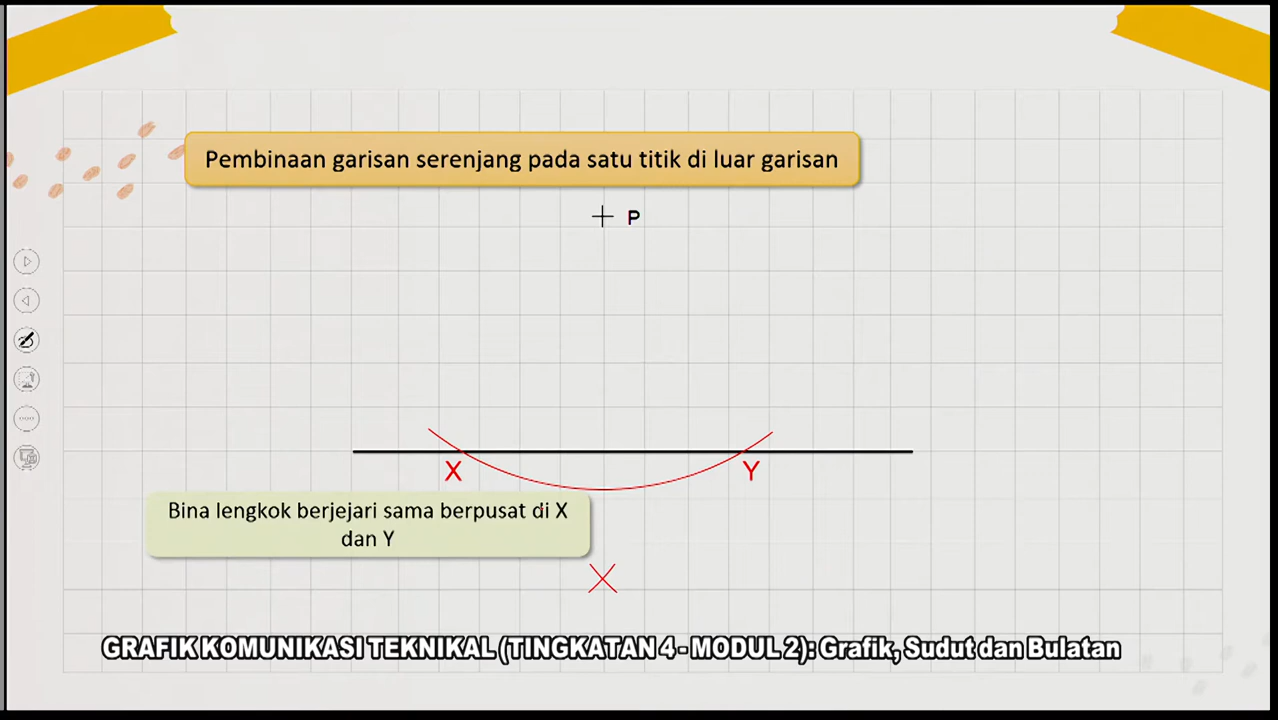 Pembinaan garisan serenjang pada satu titik di luar garisan
P
X
Y
Bina lengkok berjejari sama berpusat di X
dan Y
GRAFIK KOMUNIKASI TEKNIKAL (TINGKATAN 4 - MODUL 2): Grafik, Sudut dan Bulatan